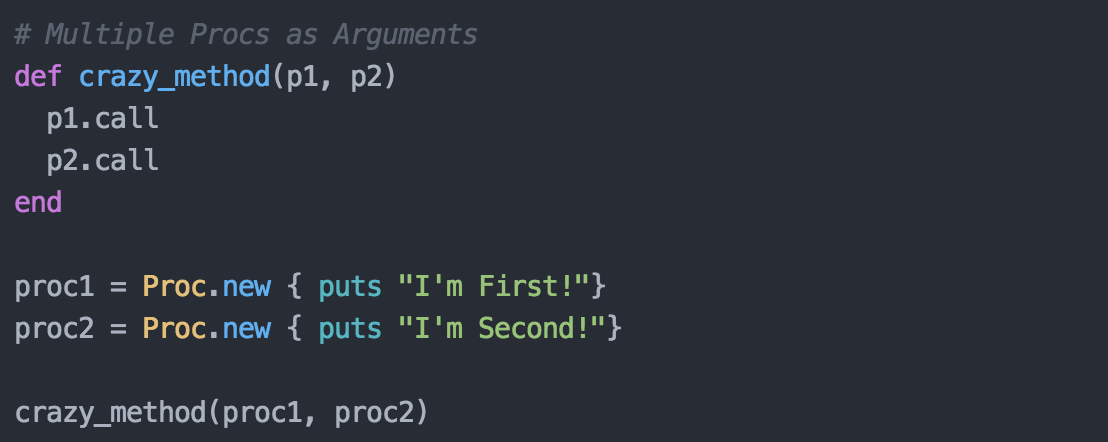 # Multiple Procs as Arguments
def crazy_method(p1, p2)
  p1.call
  p2.call
end

proc1 = Proc.new { puts "I'm First!"}
proc2 = Proc.new { puts "I'm Second!"}

crazy_method(proc1, proc2)